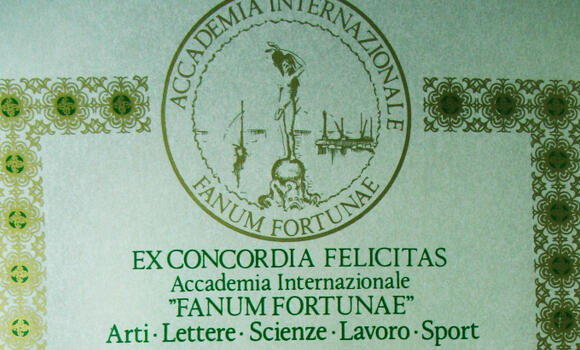 ACCADEMIA INTERNAZIONALE
FANUM FORTUNAE
EX CONCORDIA FELICITAS
Accademia Internazionale
"FANUM FORTUNAE"
Arti · Lettere · Scienze · Lavoro · Sport